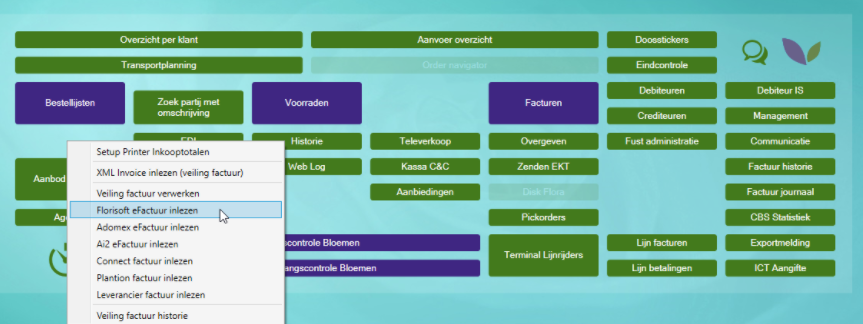 Overzicht per klant
Aanvoer overzicht
Doosstickers
Transportplanning
Order navigator
Eindcontrole
Bestellijsten
Zoek partij met
omschrijving
Voorraden
Facturen
Debiteuren
Debiteur IS
Crediteuren
Management
EDI
Historie
Televerkoop
Overgeven
Fust administratie
Communicatie
Aanbod
Web Log
Kassa C&C
Zenden EKT
Factuur historie
Aanbiedingen
Factuur journaal
Pickorders
CBS Statistiek
controle Bloemen
Terminal Lijnrijders
Lijn facturen
Exportmelding
angscontrole Bloemen
Lijn betalingen
ICT Aangifte
Setup Printer Inkooptotalen
XML Invoice inlezen (veiling factuur)
Veiling factuur verwerken
Florisoft eFactuur inlezen
Adomex eFactuur inlezen
Ai2 eFactuur inlezen
Connect factuur inlezen
Plantion factuur inlezen
Leverancier factuur inlezen
Veiling factuur historie